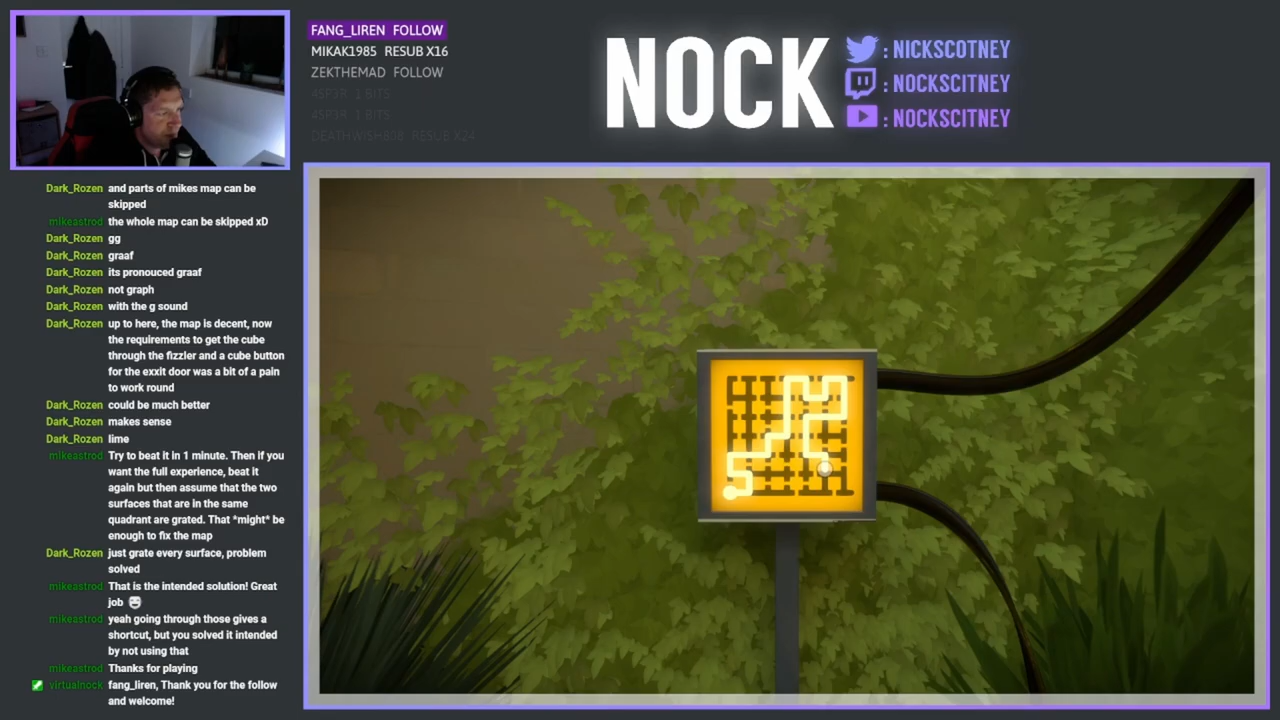 FANG_LIREN FOLLOW
MIKAK1985 RESUB X16
ZEKTHEMAD FOLLOW
4SP3R 1 BITS
4SR3R 1 BITS
NOCK
: NICKSCOTNEY
: NOCKSCITNEY
: NOCKSCITNEY
Dark_Rozen and parts of mikes map can be
skipped
mikeastrod the whole map can be skipped xD
Dark_Rozen gg
Dark_Rozen graaf
Dark_Rozen its pronouced graaf
Dark_Rozen not graph
Dark_Rozen with the g sound
Dark_Rozen up to here, the map is decent, now
the requirements to get the cube
through the fizzler and a cube button
for the exxit door was a bit of a pain
to work round
Dark_Rozen could be much better
Dark_Rozen makes sense
Dark_Rozen lime
mikeastrod Try to beat it in 1 minute. Then if you
want the full experience, beat it
again but then assume that the two
surfaces that are in the same
quadrant are grated. That *might* be
enough to fix the map
Dark_Rozen just grate every surface, problem
solved
mikeastrod That is the intended solution! Great
job
mikeastrod yeah going through those gives a
shortcut, but you solved it intended
by not using that
mikeastrod Thanks for playing
virtualnock fang_liren, Thank you for the follow
and welcome!